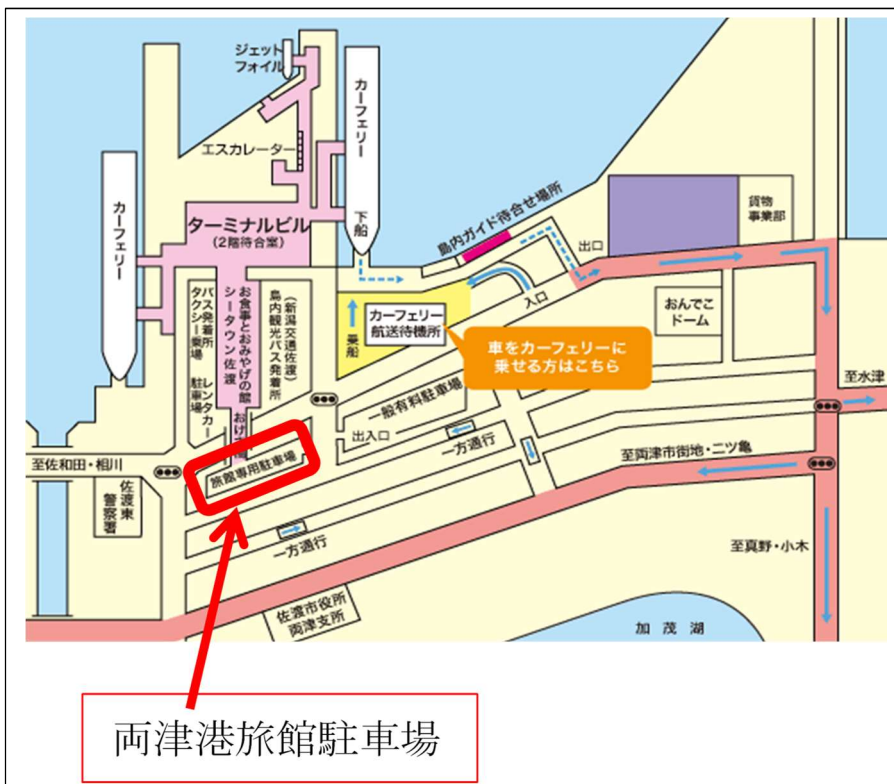 ジェット
フォイル
カーフェリー
エスカレーター
カーフェリー
下船
ターミナルビル
(2階待合室)
島内ガイド待合せ場所
出口
貨物
事業部
バス発着所
タクシー乗場
レンタカー
駐車場
お食事とおみやげの館
シータウン佐渡
(新潟交通佐渡)
島内観光バス発着所
乗船
カーフェリー
航送待機所
入口
おんでこ
ドーム
車をカーフェリーに
乗せる方はこちら
至水津
一般有料駐車場
出入口
一方通行
至両津市街地・二ツ亀
至佐和田・相川
旅館専用駐車場
佐渡東
警察署
一方通行
至真野・小木
佐渡市役所
両津支所
加茂湖
両津港旅館駐車場